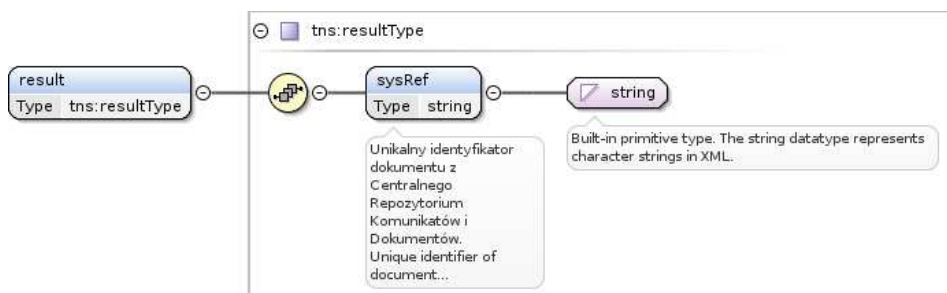 tns:resultType
result
Type tns:resultType
sysRef
Type string
string
Unikalny identyfikator
dokumentu z
Centralnego
Repozytorium
Komunikatów i
Dokumentów.
Unique identifier of
document...
Built-in primitive type. The string datatype represents
character strings in XML.